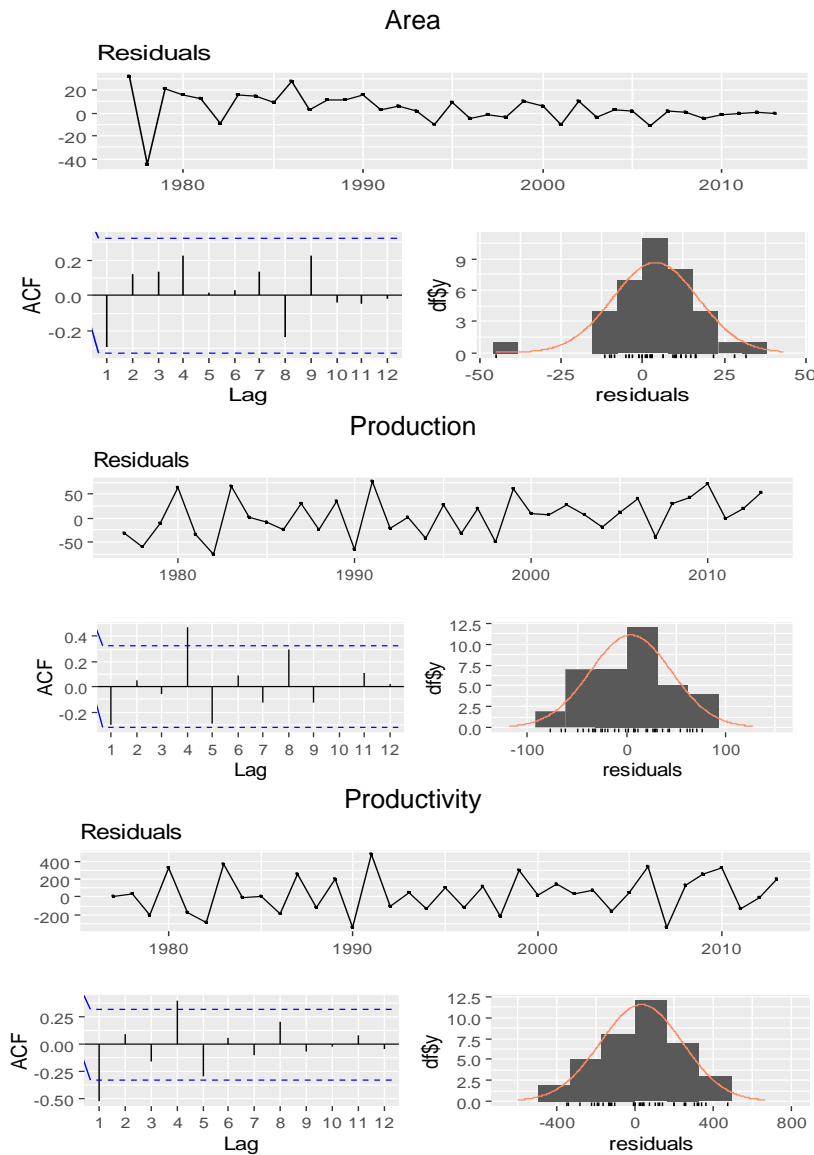 Area
Residuals
20
0
-20
-40
1980 1990 2000 2010
ACF
0.2
0.0
-0.2
1 2 3 4 5 6 7 8 9 10 11 12
Lag
df$y
9
6
3
0
-50 -25 0 25 50
residuals
Production
Residuals
50
0
-50
1980 1990 2000 2010
ACF
0.4
0.2
0.0
-0.2
1 2 3 4 5 6 7 8 9 10 11 12
Lag
df$y
12.5
10.0
7.5
5.0
2.5
0.0
-100 0 100
residuals
Productivity
Residuals
400
200
0
-200
1980 1990 2000 2010
ACF
0.25
0.00
-0.25
-0.50
1 2 3 4 5 6 7 8 9 10 11 12
Lag
df$y
12.5
10.0
7.5
5.0
2.5
0.0
-400 0 400 800
residuals